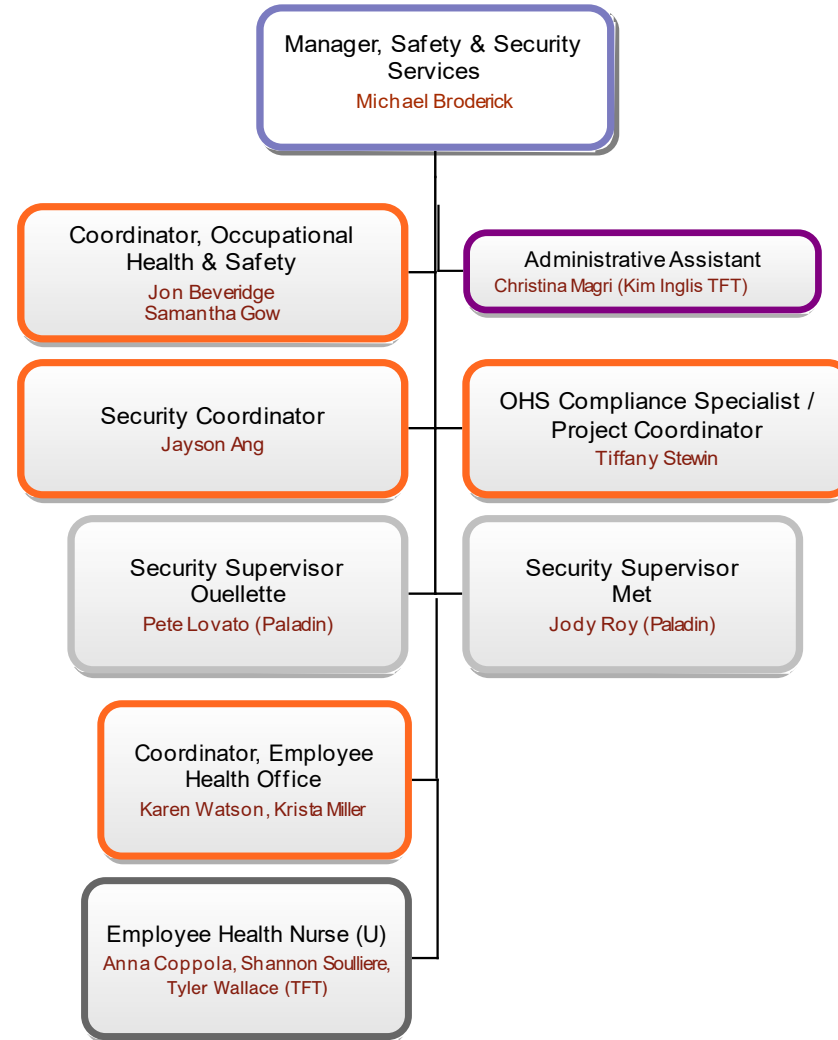 Manager, Safety & Security
Services
Michael Broderick
Coordinator, Occupational
Health & Safety
Jon Beveridge
Samantha Gow
Administrative Assistant
Christina Magri (Kim Inglis TFT)
Security Coordinator
Jayson Ang
OHS Compliance Specialist /
Project Coordinator
Tiffany Stewin
Security Supervisor
Ouellette
Pete Lovato (Paladin)
Security Supervisor
Met
Jody Roy (Paladin)
Coordinator, Employee
Health Office
Karen Watson, Krista Miller
Employee Health Nurse (U)
Anna Coppola, Shannon Soulliere,
Tyler Wallace (TFT)